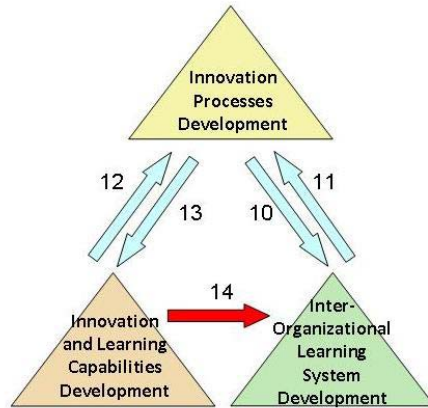 Innovation
Processes
Development
12
13
10
11
14
Innovation
and Learning
Capabilities
Development
Inter-
Organizational
Learning
System
Development